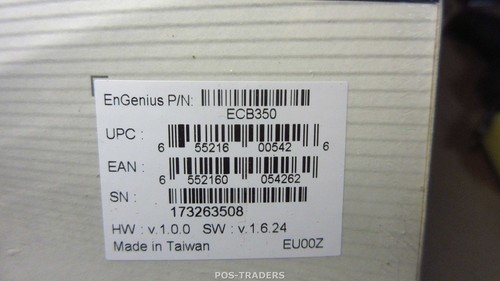 EnGenius P/N:
ECB350
UPC :
6 55216 00542 6
EAN :
6 552160 054262
SN :
173263508
HW : v.1.0.0 SW : v.1.6.24
Made in Taiwan EU00Z
POS-TRADERS